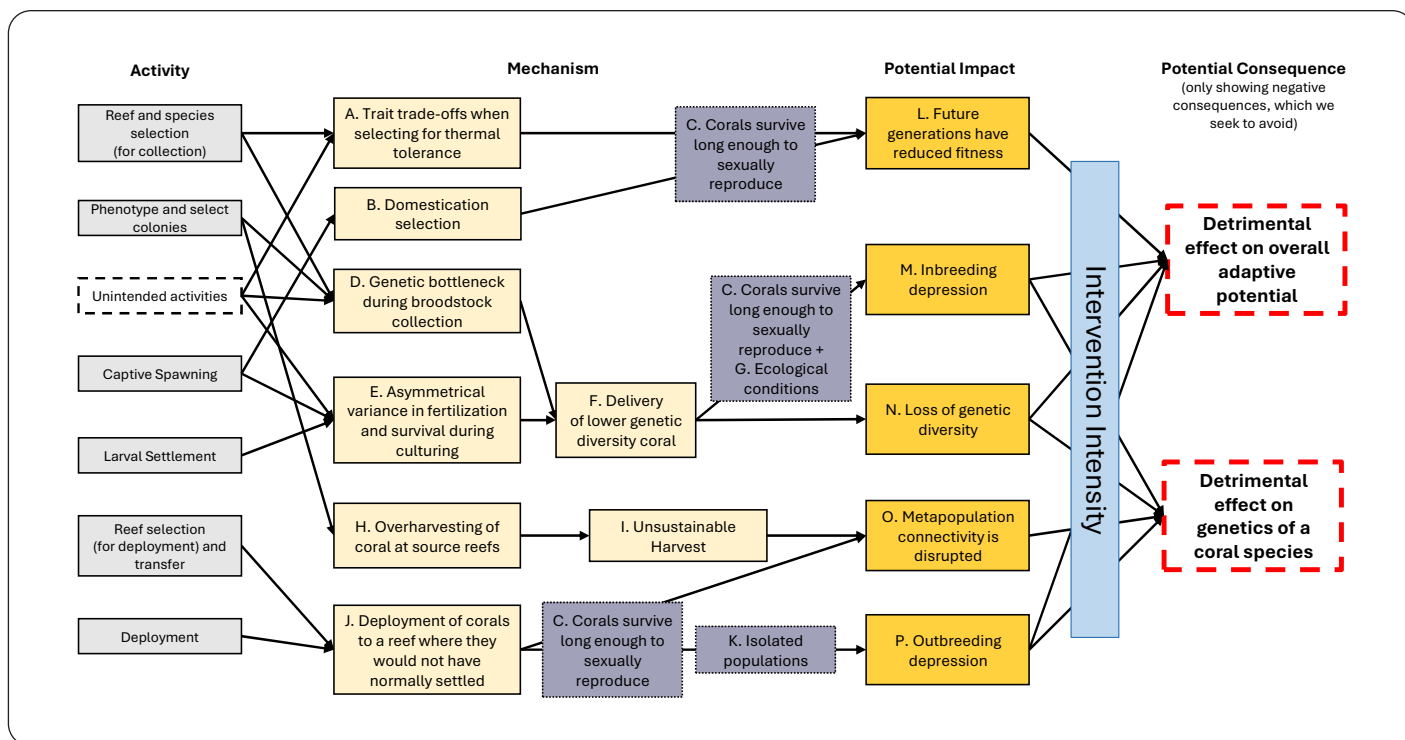 Activity
Mechanism
Potential Impact
Potential Consequence
(only showing negative
consequences, which we
seek to avoid)
Reef and species
selection
(for collection)
Phenotype and select
colonies
Unintended activities
Captive Spawning
Larval Settlement
Reef selection
(for deployment) and
transfer
Deployment
A. Trait trade-offs when
selecting for thermal
tolerance
B. Domestication
selection
D. Genetic bottleneck
during broodstock
collection
E. Asymmetrical
variance in fertilization
and survival during
culturing
F. Delivery
of lower genetic
diversity coral
H. Overharvesting of
coral at source reefs
I. Unsustainable
Harvest
J. Deployment of corals
to a reef where they
would not have
normally settled
C. Corals survive
long enough to
sexually
reproduce
C. Corals survive
long enough to
sexually
reproduce +
G. Ecological
conditions
C. Corals survive
long enough to
sexually
reproduce
K. Isolated
populations
L. Future
generations have
reduced fitness
M. Inbreeding
depression
N. Loss of genetic
diversity
O. Metapopulation
connectivity is
disrupted
P. Outbreeding
depression
Intervention Intensity
Detrimental
effect on overall
adaptive
potential
Detrimental
effect on
genetics of a
coral species